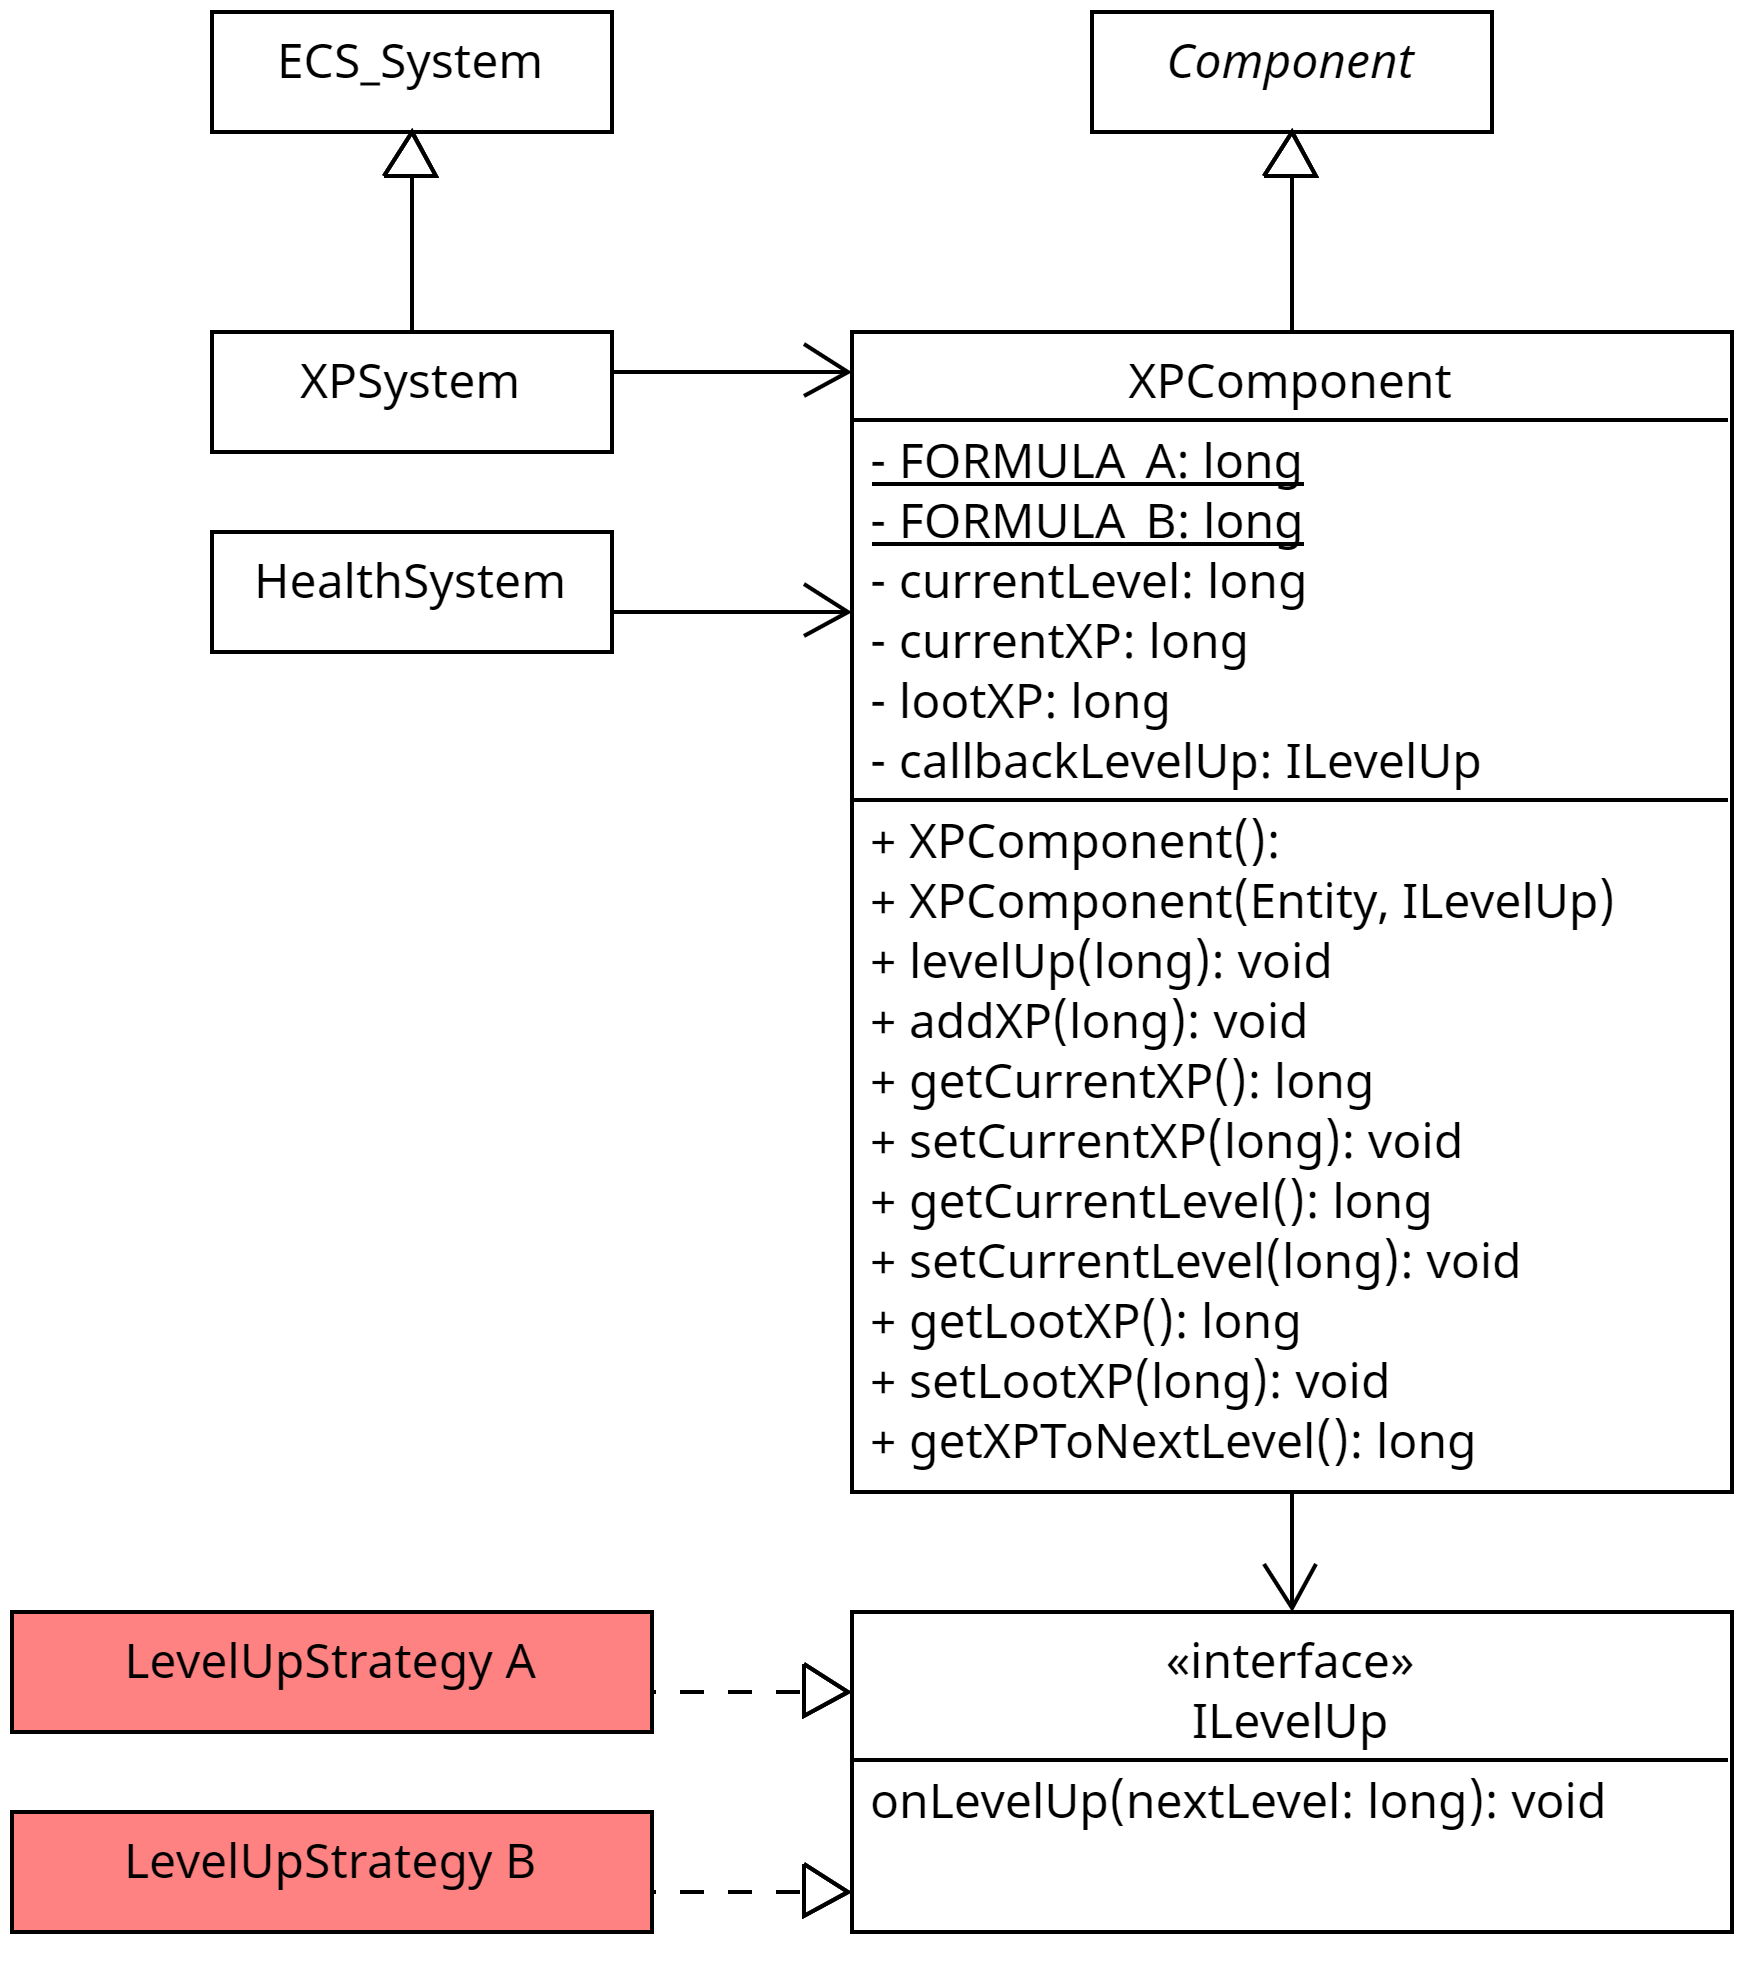 ECS_System
Component
XPSystem
HealthSystem
XPComponent
- FORMULA_A: long
- FORMULA_B: long
- currentLevel: long
- currentXP: long
- lootXP: long
- callbackLevelUp: ILevelUp
+ XPComponent():
+ XPComponent(Entity, ILevelUp)
+ levelUp(long): void
+ addXP(long): void
+ getCurrentXP(): long
+ setCurrentXP(long): void
+ getCurrentLevel(): long
+ setCurrentLevel(long): void
+ getLootXP(): long
+ setLootXP(long): void
+ getXPToNextLevel(): long
LevelUpStrategy A
LevelUpStrategy B
«interface»
ILevelUp
onLevelUp(nextLevel: long): void